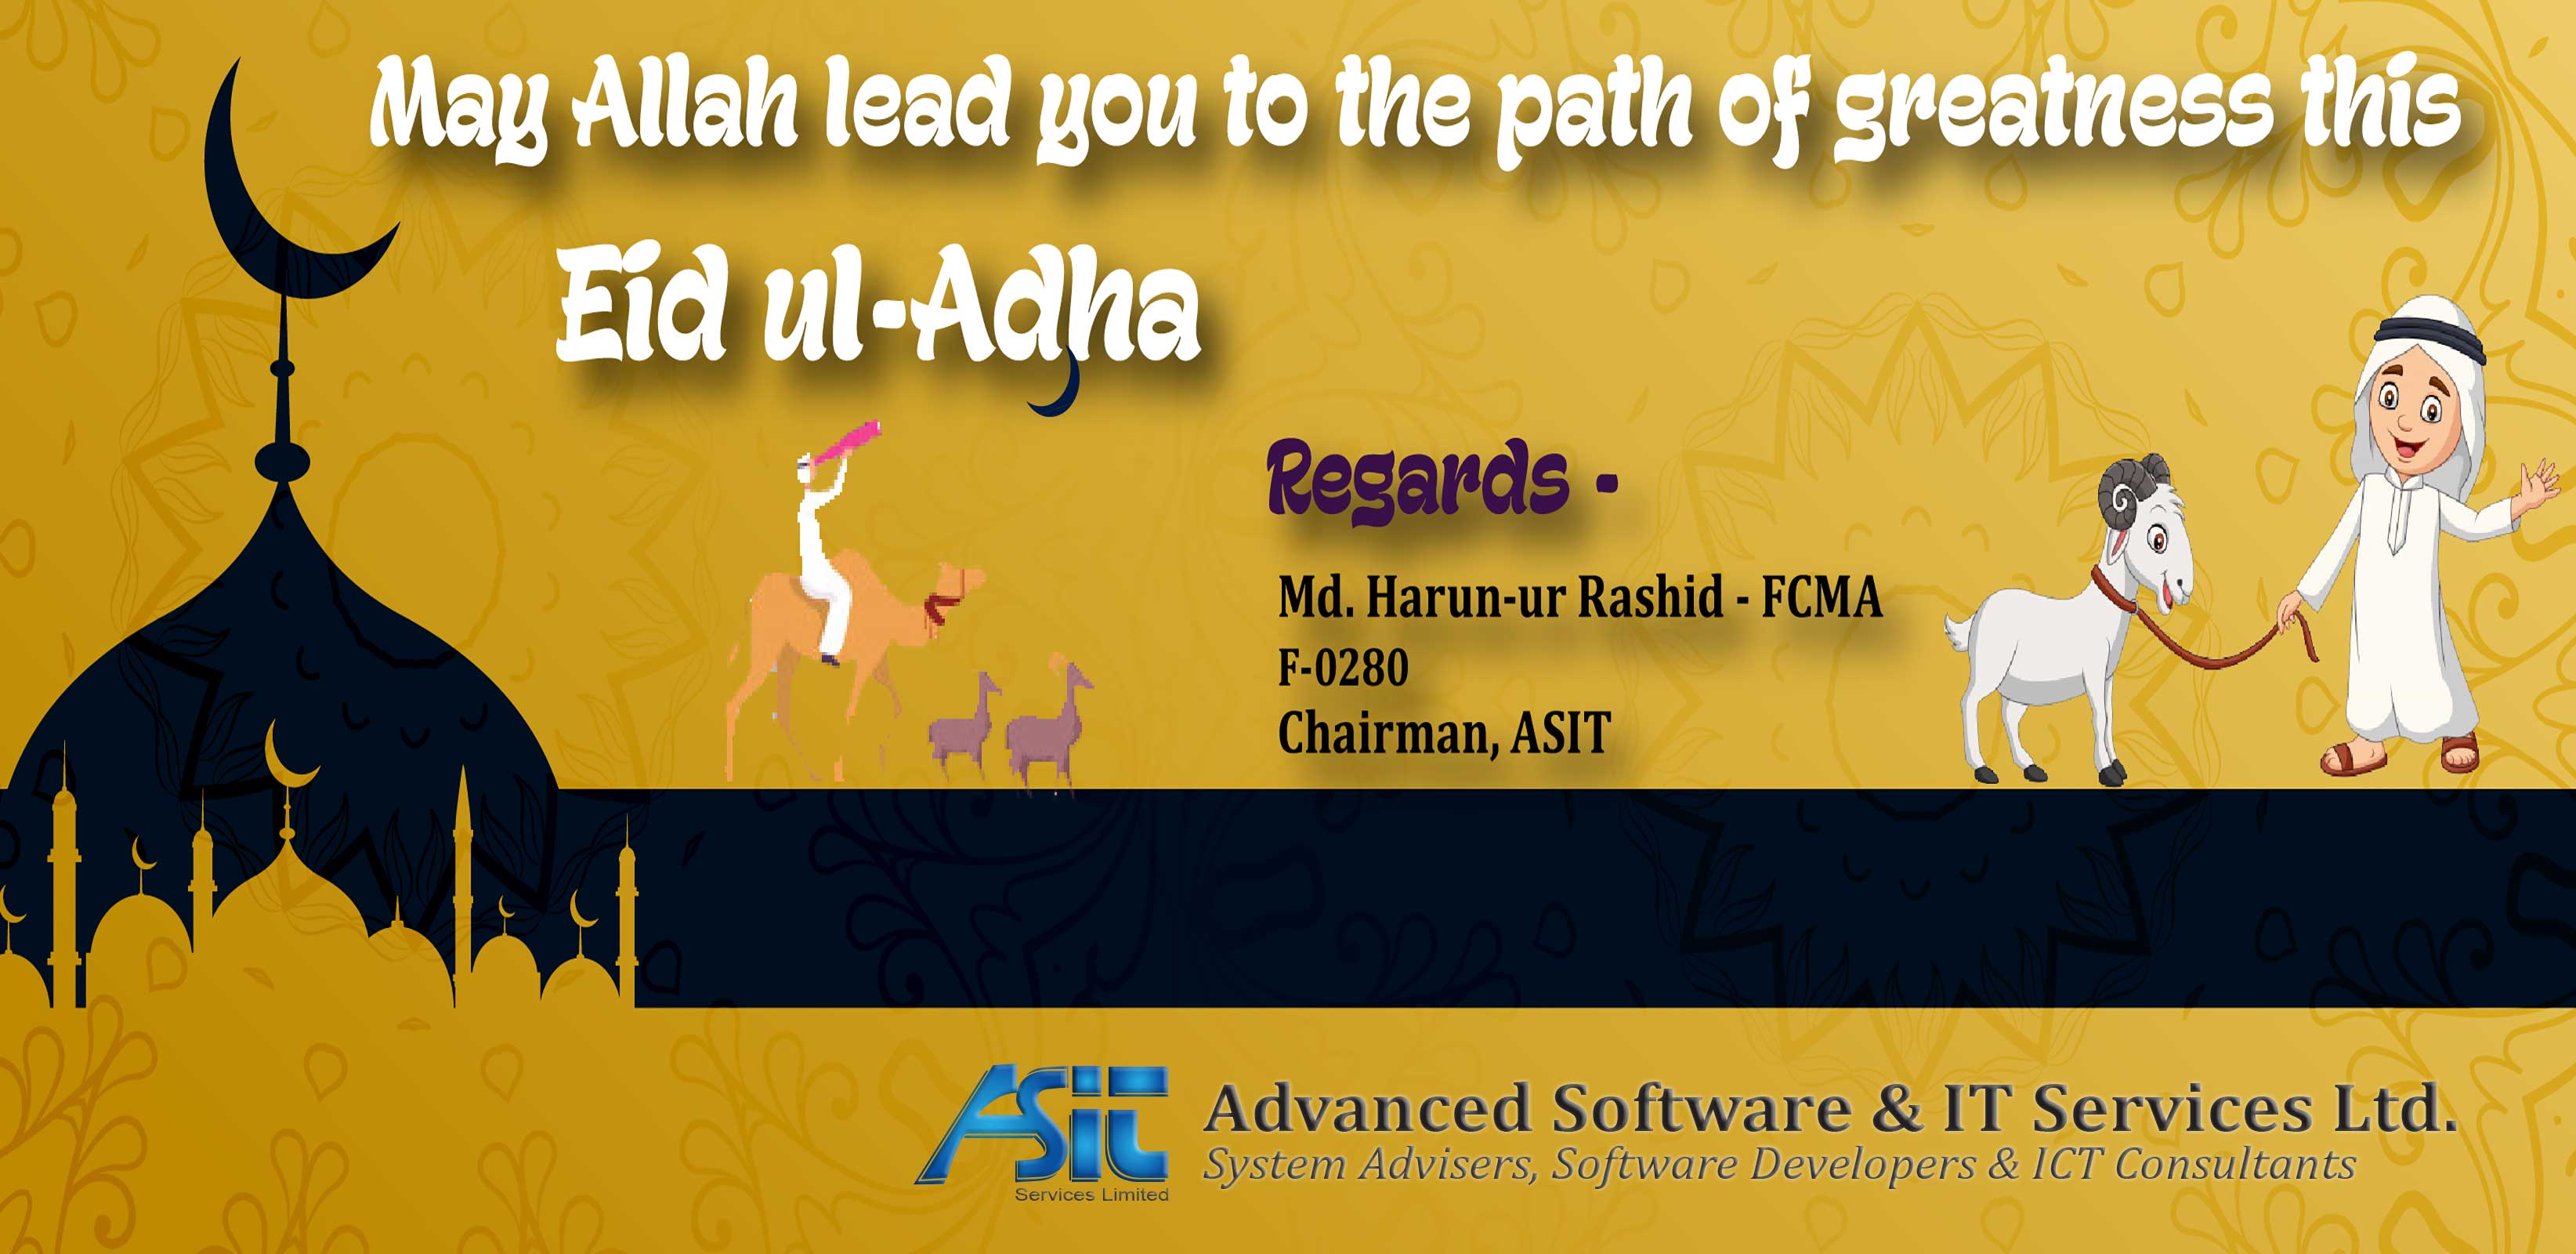 May Allah lead you to the path of greatness this
Eid ul-Adha
Regards -
Md. Harun-ur Rashid - FCMA
F-0280
Chairman, ASIT
ASiT
Services Limited
Advanced Software & IT Services Ltd.
System Advisers, Software Developers & ICT Consultants